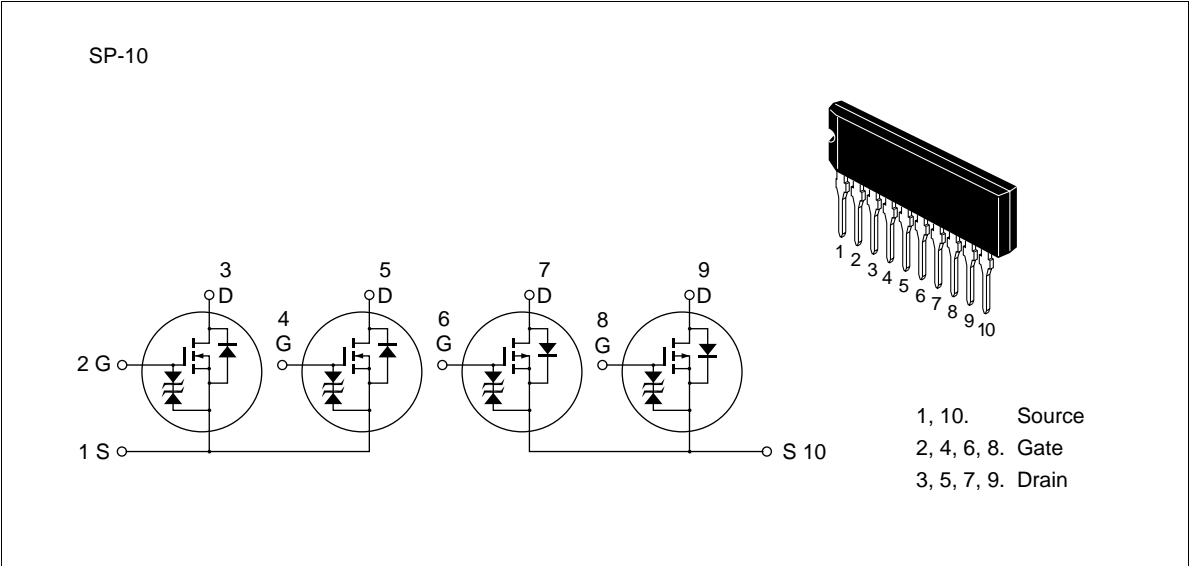 SP-10
1
2
3
4
5
6
7
8
9
10
3
5
7
9
D
D
D
D
4
6
8
G
G
G
2 G
1 S
S 10
1, 10. Source
2, 4, 6, 8. Gate
3, 5, 7, 9. Drain